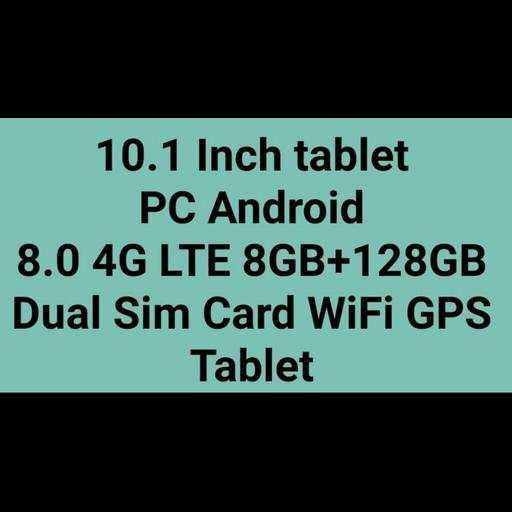 10.1 Inch tablet
PC Android
8.0 4G LTE 8GB+128GB
Dual Sim Card WiFi GPS
Tablet